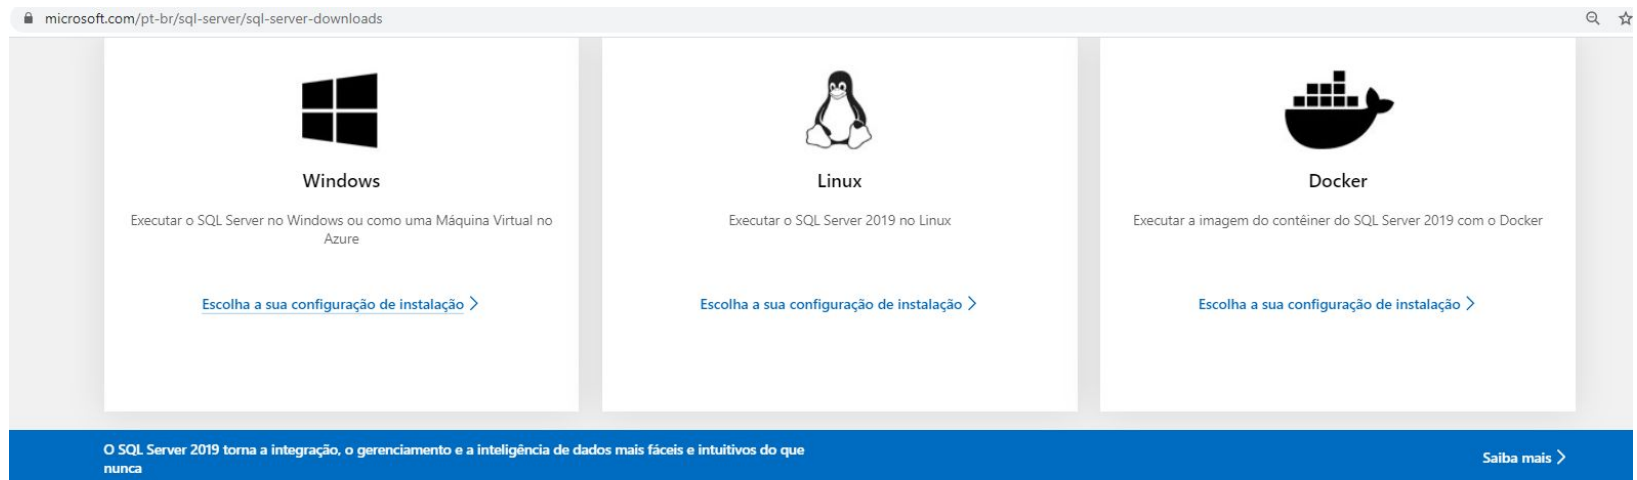 microsoft.com/pt-br/sql-server/sql-server-downloads
Windows
Executar o SQL Server no Windows ou como uma Máquina Virtual no
Azure
Escolha a sua configuração de instalação
Linux
Executar o SQL Server 2019 no Linux
Escolha a sua configuração de instalação
Docker
Executar a imagem do contêiner do SQL Server 2019 com o Docker
Escolha a sua configuração de instalação
O SQL Server 2019 torna a integração, o gerenciamento e a inteligência de dados mais fáceis e intuitivos do que
nunca
Saiba mais